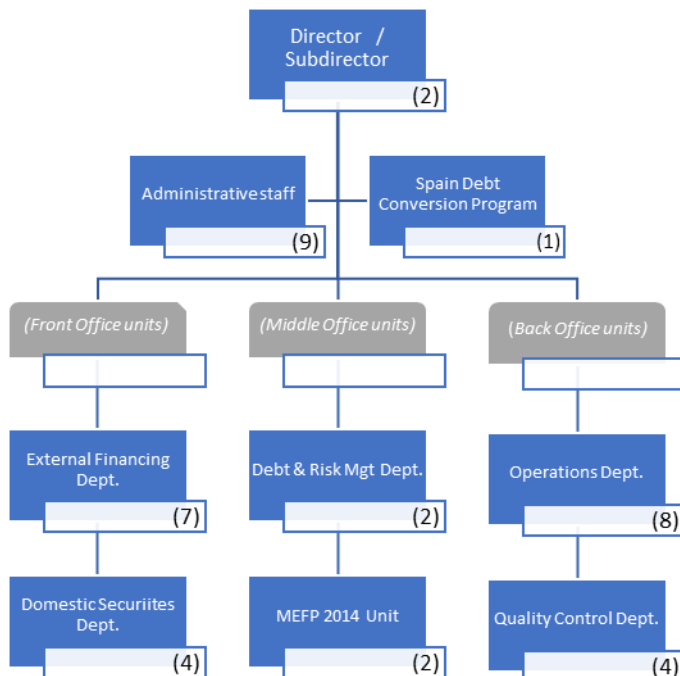 Director /
Subdirector
(2)
Administrative staff
(9)
Spain Debt
Conversion Program
(1)
(Front Office units)
(Middle Office units)
(Back Office units)
External Financing
Dept.
(7)
Debt & Risk Mgt Dept.
(2)
Operations Dept.
(8)
Domestic Securiites
Dept.
(4)
MEFP 2014 Unit
(2)
Quality Control Dept.
(4)